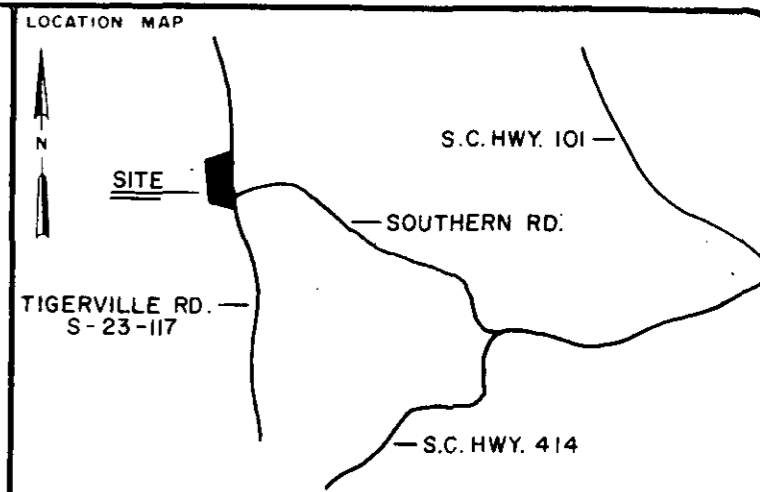 LOCATION MAP
N
S.C. HWY. 101
SITE
SOUTHERN RD.
TIGERVILLE RD.
S-23-117
S.C. HWY. 414